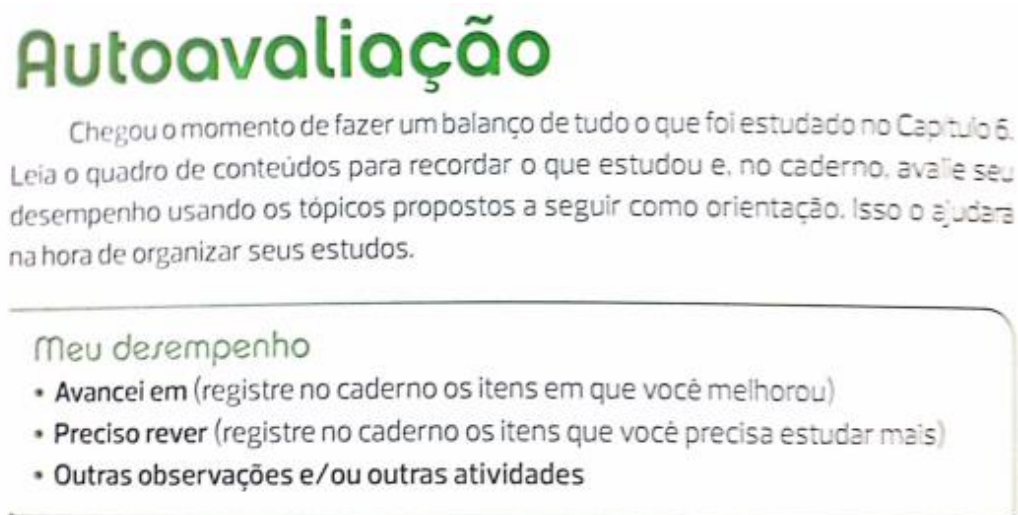 Autoavaliação
Chegou o momento de fazer um balanço de tudo o que foi estudado no Capítulo 6.
Leia o quadro de conteúdos para recordar o que estudou e, no caderno, avalie seu
desempenho usando os tópicos propostos a seguir como orientação. Isso o ajudará
na hora de organizar seus estudos.
Meu desempenho
• Avancei em (registre no caderno os itens em que você melhorou)
• Preciso rever (registre no caderno os itens que você precisa estudar mais)
• Outras observações e/ou outras atividades